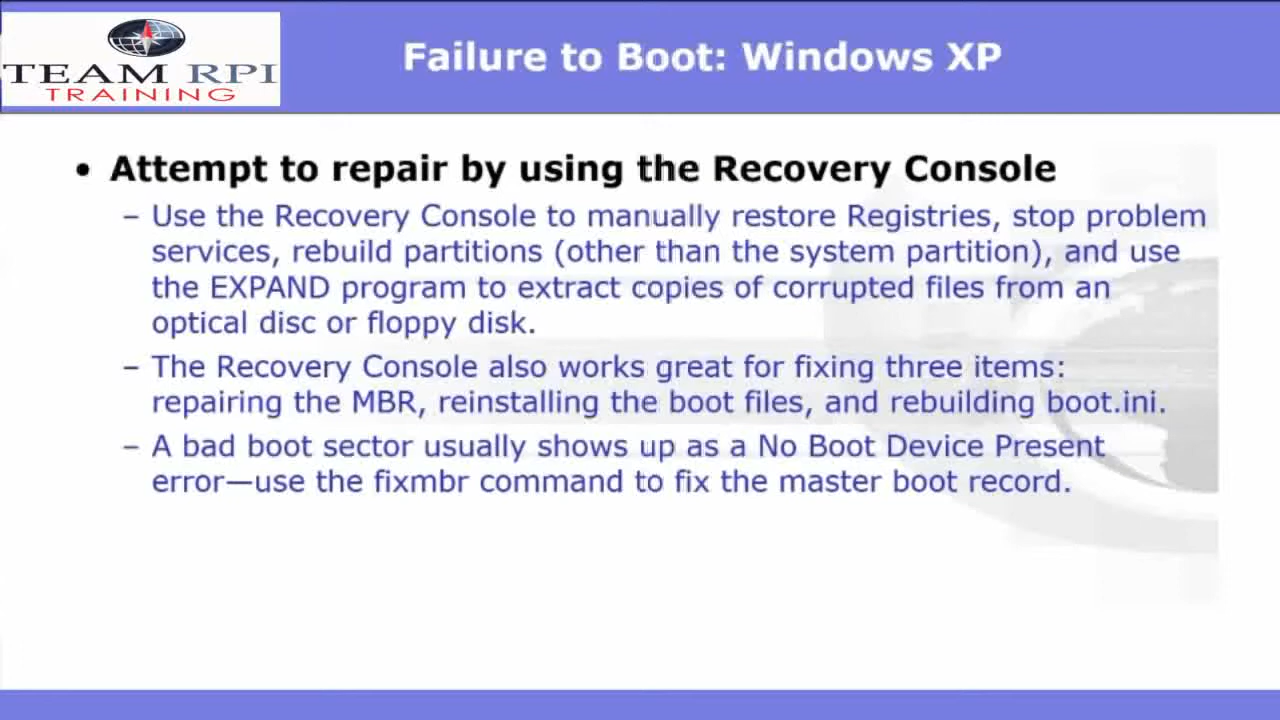 TEAM RPI
TRAINING
Failure to Boot: Windows XP
• Attempt to repair by using the Recovery Console
– Use the Recovery Console to manually restore Registries, stop problem
services, rebuild partitions (other than the system partition), and use
the EXPAND program to extract copies of corrupted files from an
optical disc or floppy disk.
– The Recovery Console also works great for fixing three items:
repairing the MBR, reinstalling the boot files, and rebuilding boot.ini.
– A bad boot sector usually shows up as a No Boot Device Present
error—use the fixmbr command to fix the master boot record.